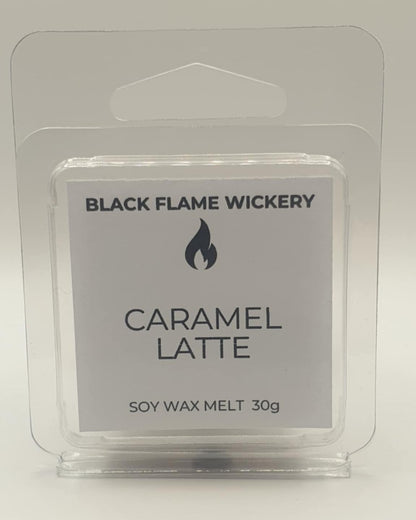 BLACK FLAME WICKERY
CARAMEL
LATTE
SOY WAX MELT 30g